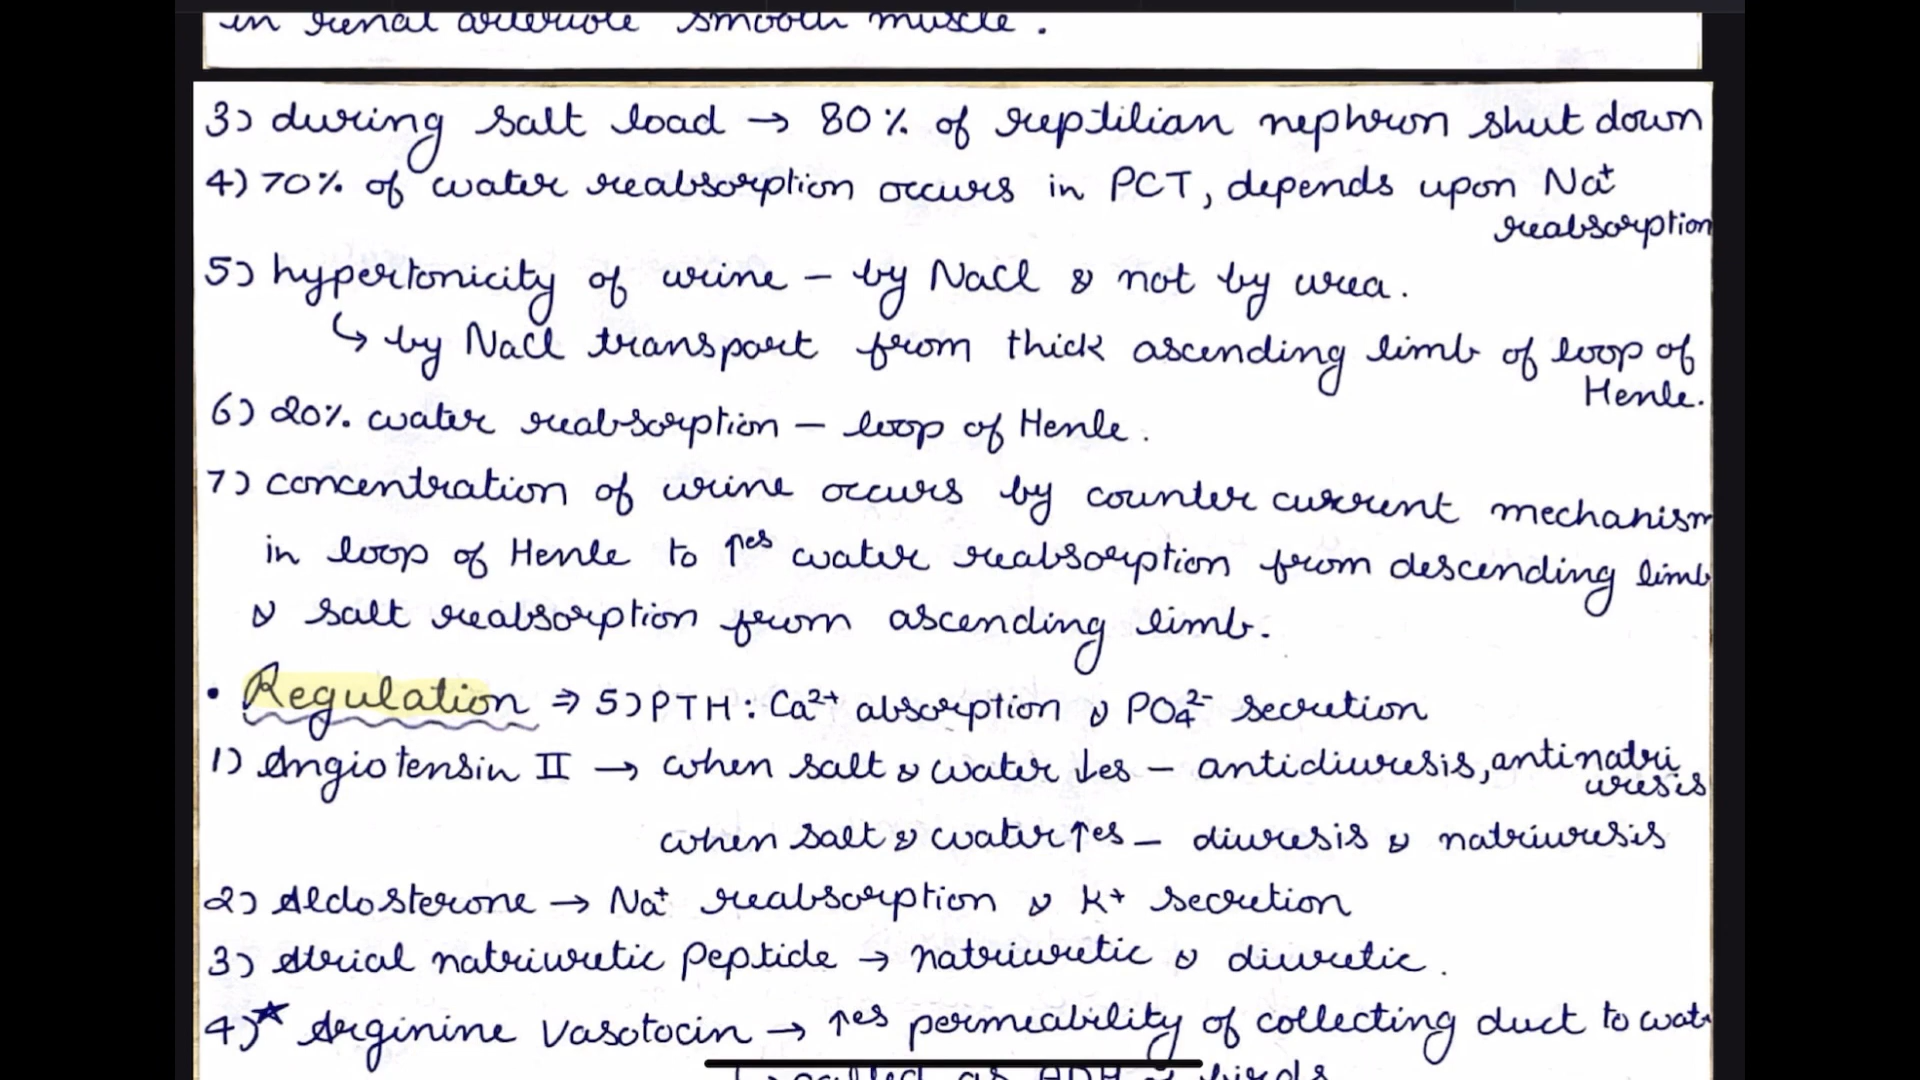 in renal arteriole smooth muscle.
3) during salt load → 80% of reptilian nephron shut down
4) 70% of water reabsorption occurs in PCT, depends upon Na+
reabsorption
5) hypertonicity of urine – by NaCl & not by urea.
↳ by NaCl transport from thick ascending limb of loop of
Henle.
6) 20% water reabsorption – loop of Henle.
7) concentration of urine occurs by counter current mechanism
in loop of Henle to ↑es water reabsorption from descending limb
& salt reabsorption from ascending limb.
• Regulation ⇒ 5) PTH : Ca2+ absorption & PO42- secretion
1) Angiotensin II → when salt & water ↓es – antidiuresis, antinatri
uresis
when salt & water ↑es – diuresis & natriuresis
2) Aldosterone → Na+ reabsorption & K+ secretion
3) Atrial natriuretic peptide → natriuretic & diuretic.
4)* Arginine vasotocin → ↑es permeability of collecting duct to wat
↳ called as ADH of birds